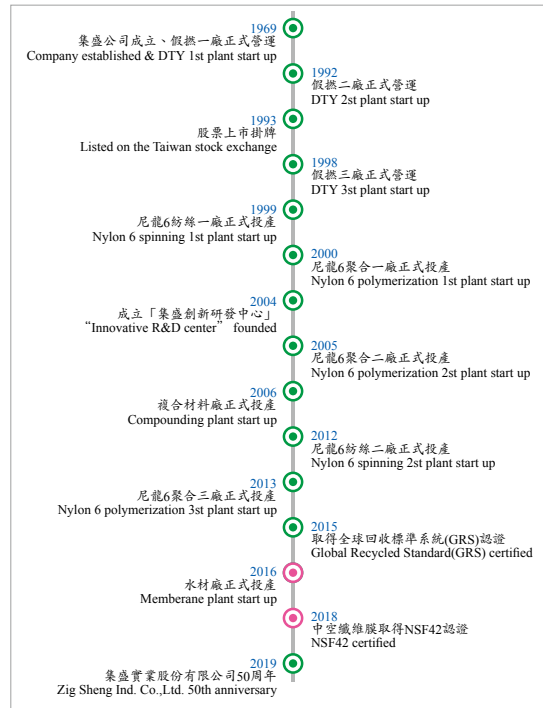 1969
集盛公司成立、假撚一廠正式營運
Company established & DTY 1st plant start up
1992
假撚二廠正式營運
DTY 2st plant start up
1993
股票上市掛牌
Listed on the Taiwan stock exchange
1998
假撚三廠正式營運
DTY 3st plant start up
1999
尼龍6紡絲一廠正式投產
Nylon 6 spinning 1st plant start up
2000
尼龍6聚合一廠正式投產
Nylon 6 polymerization 1st plant start up
2004
成立「集盛創新研發中心」
“Innovative R&D center” founded
2005
尼龍6聚合二廠正式投產
Nylon 6 polymerization 2st plant start up
2006
複合材料廠正式投產
Compounding plant start up
2012
尼龍6紡絲二廠正式投產
Nylon 6 spinning 2st plant start up
2013
尼龍6聚合三廠正式投產
Nylon 6 polymerization 3st plant start up
2015
取得全球回收標準系統(GRS)認證
Global Recycled Standard(GRS) certified
2016
水材廠正式投產
Memberane plant start up
2018
中空纖維膜取得NSF42認證
NSF42 certified
2019
集盛實業股份有限公司50周年
Zig Sheng Ind. Co.,Ltd. 50th anniversary